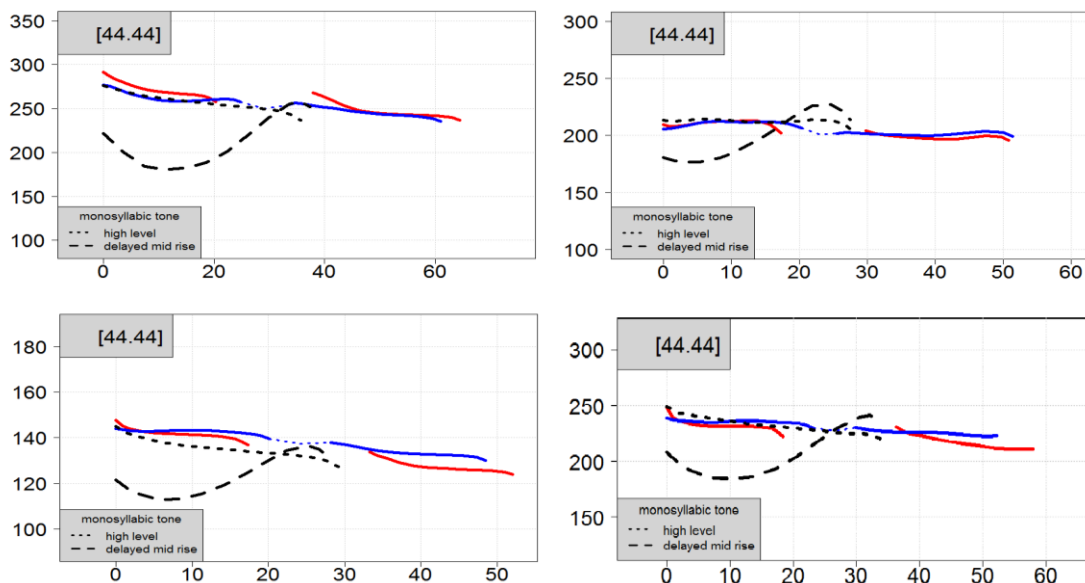 350
300
250
200
150
100
[44.44]
monosyllabic tone
high level
delayed mid rise
0 20 40 60
300
250
200
150
100
[44.44]
monosyllabic tone
high level
delayed mid rise
0 10 20 30 40 50 60
180
160
140
120
100
[44.44]
monosyllabic tone
high level
delayed mid rise
0 10 20 30 40 50
300
250
200
150
[44.44]
monosyllabic tone
high level
delayed mid rise
0 10 20 30 40 50 60